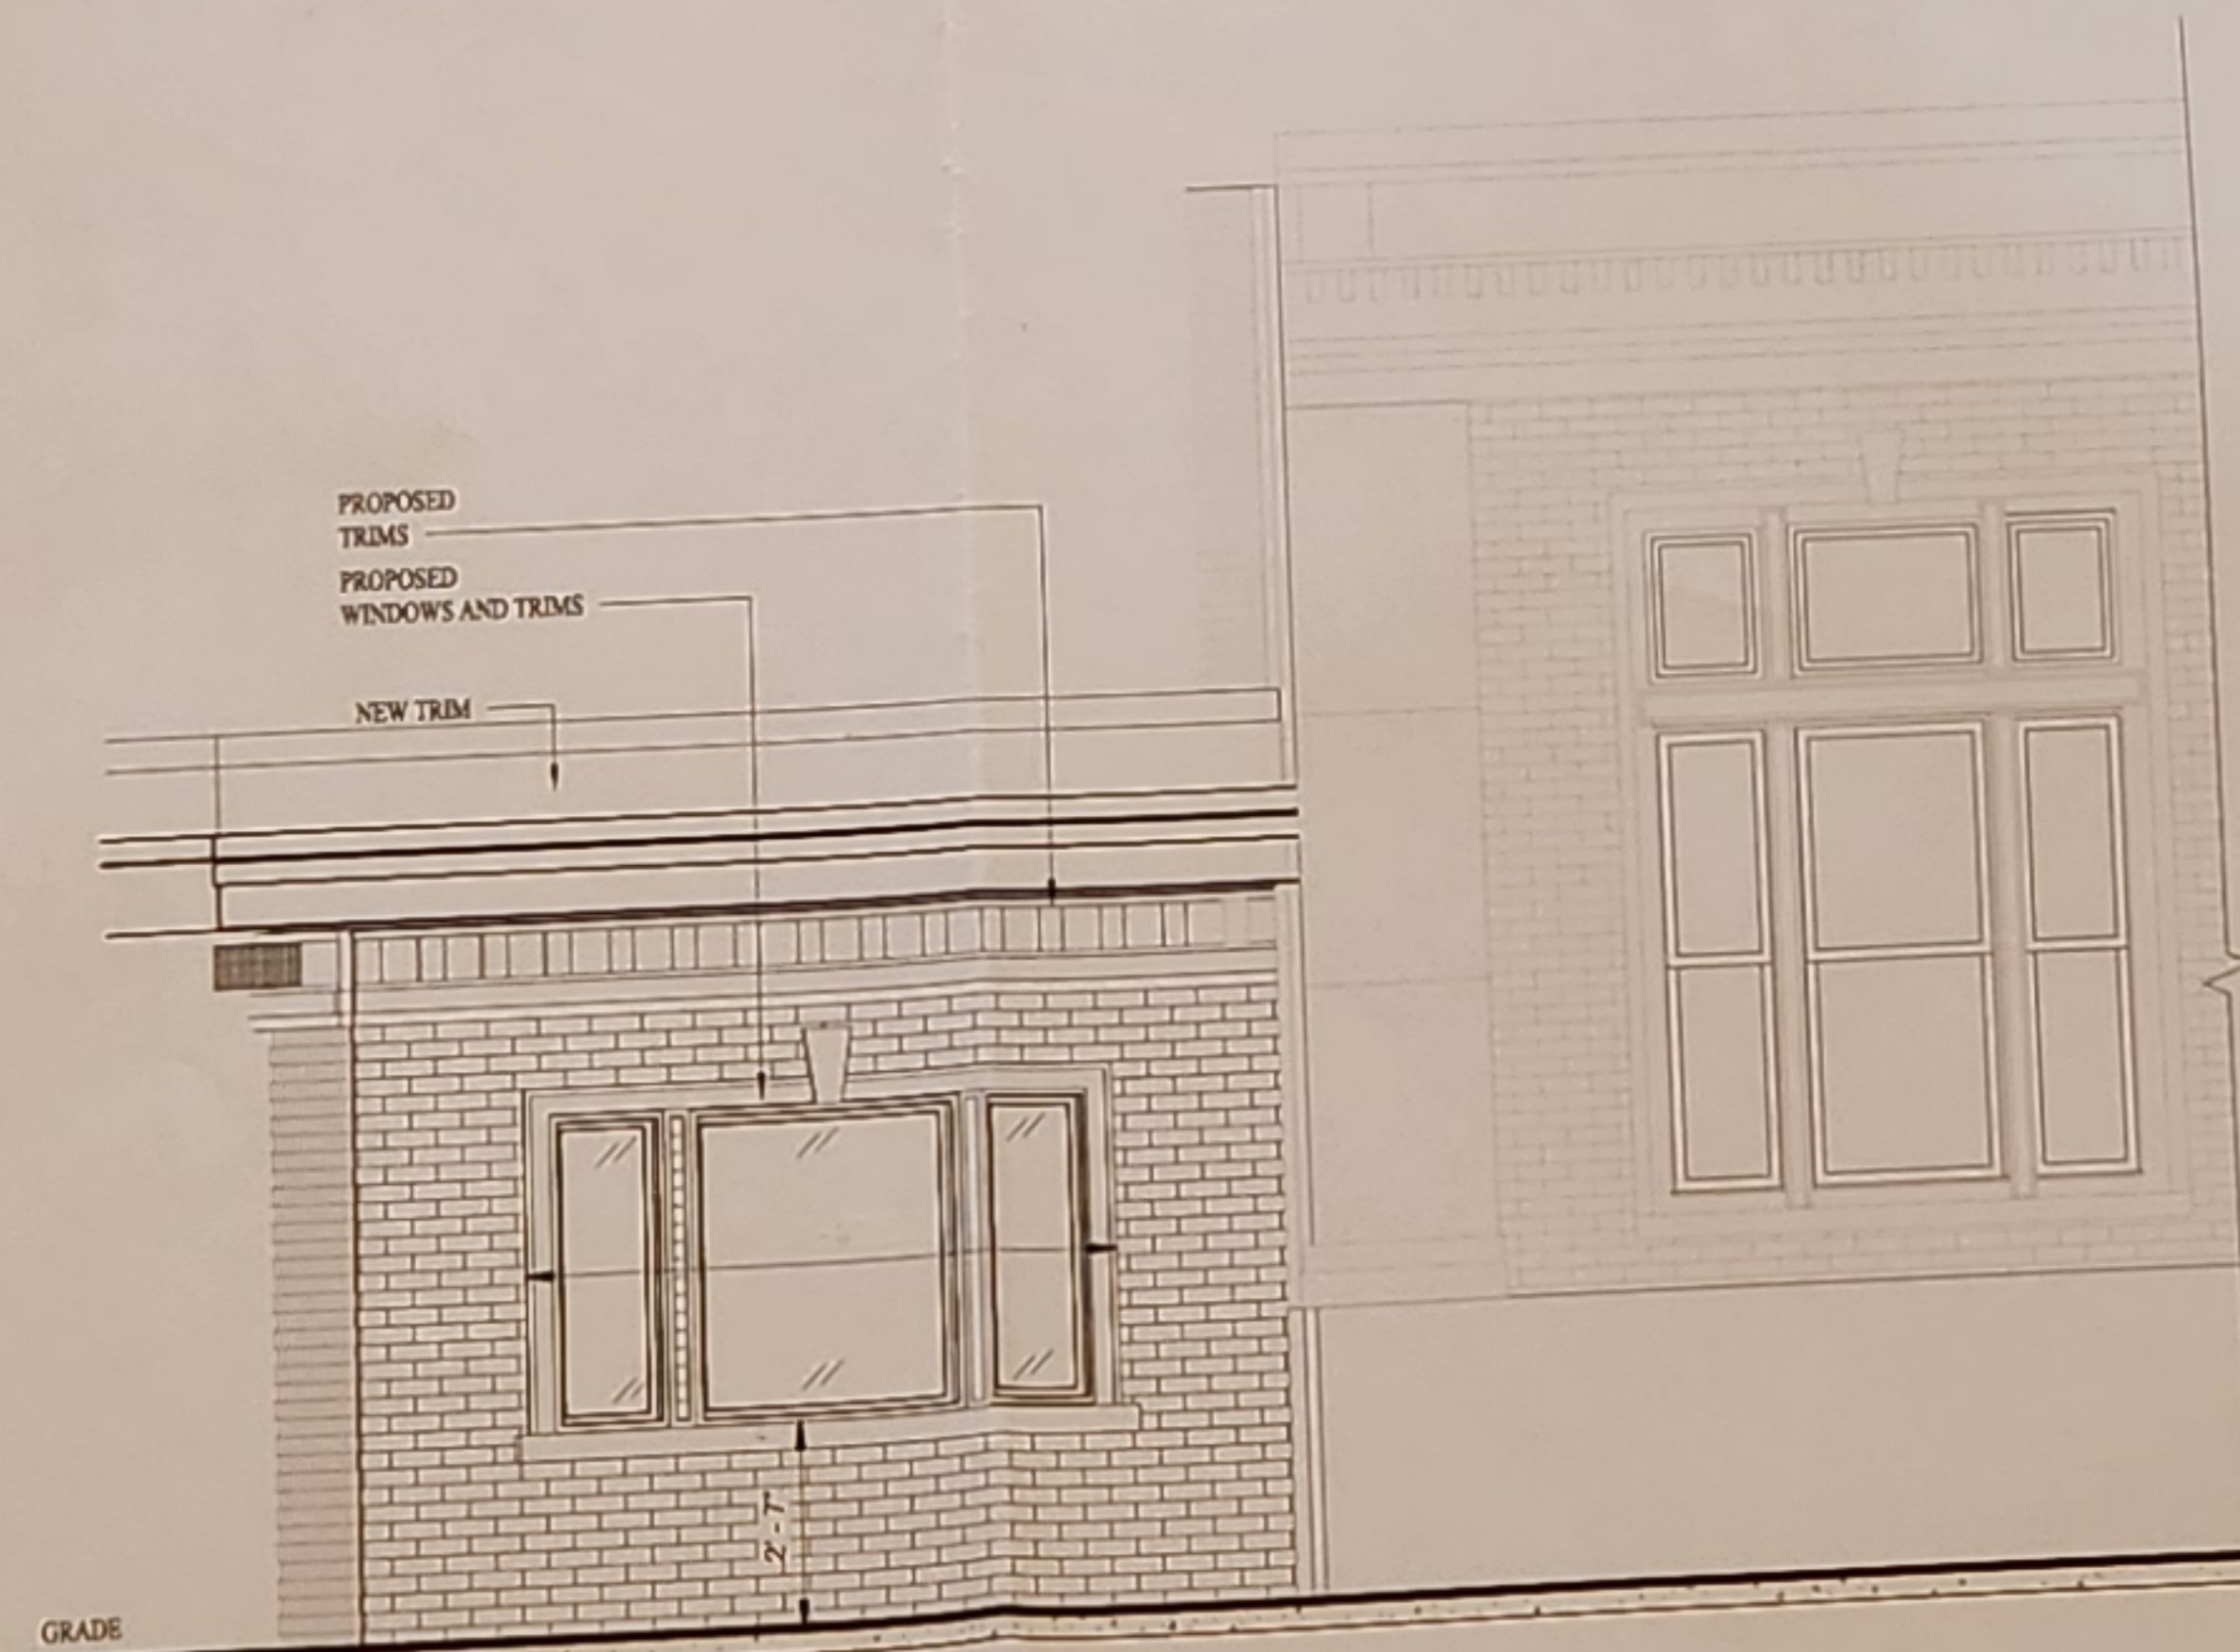 PROPOSED
TRIMS
PROPOSED
WINDOWS AND TRIMS
NEW TRIM
2'-7"
GRADE